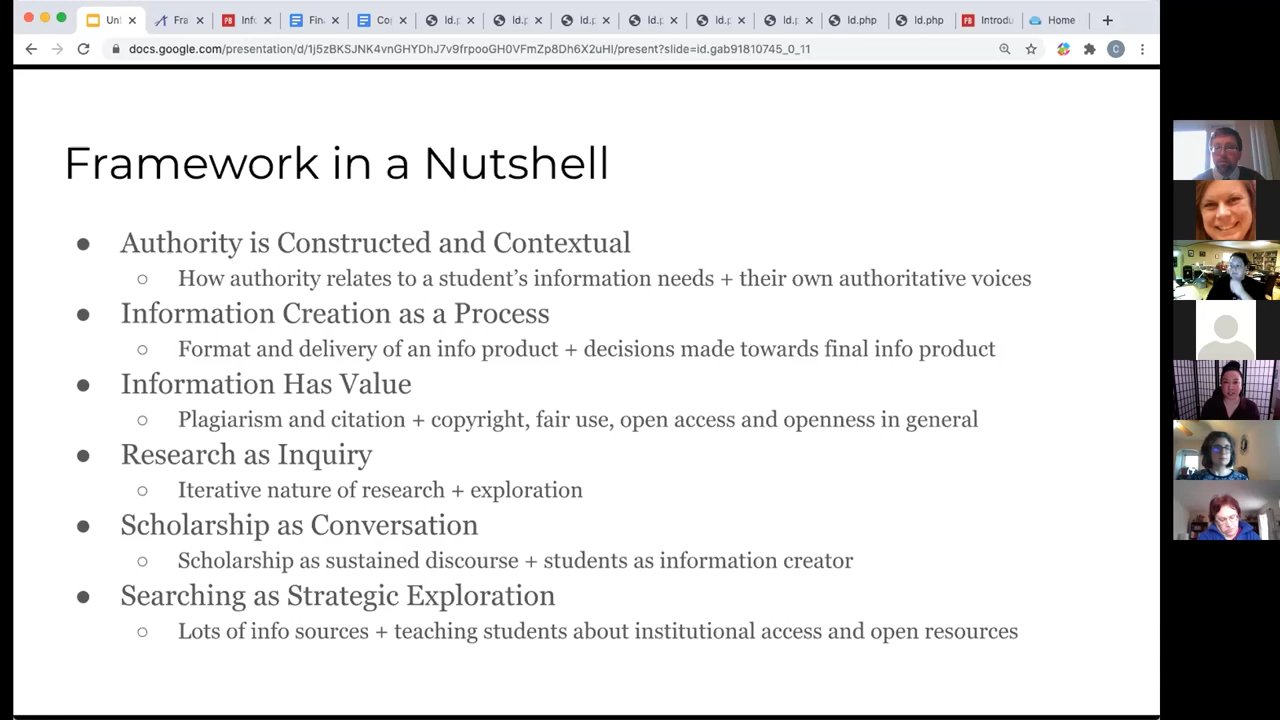 Unt
Fra
Info
Fina
Cop
ld.p
ld.p
ld.p
ld.p
ld.p
ld.p
ld.php
ld.php
Introdu
Home
docs.google.com/presentation/d/1j5zBKSJNK4vnGHYDhJ7v9frpooGH0VFmZp8Dh6X2uHI/present?slide=id.gab91810745_0_11
C
Framework in a Nutshell
● Authority is Constructed and Contextual
○ How authority relates to a student's information needs + their own authoritative voices
● Information Creation as a Process
○ Format and delivery of an info product + decisions made towards final info product
● Information Has Value
○ Plagiarism and citation + copyright, fair use, open access and openness in general
● Research as Inquiry
○ Iterative nature of research + exploration
● Scholarship as Conversation
○ Scholarship as sustained discourse + students as information creator
● Searching as Strategic Exploration
○ Lots of info sources + teaching students about institutional access and open resources